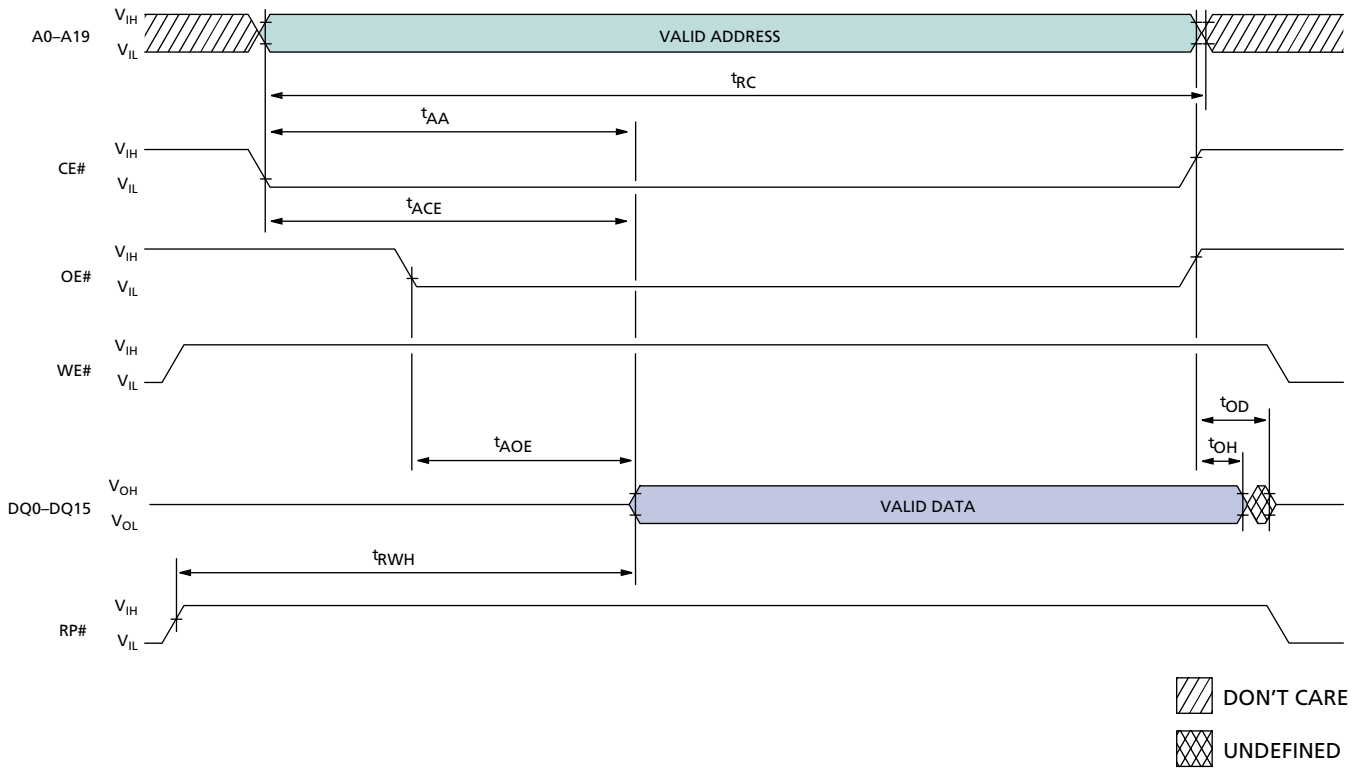 A0–A19
VIH
VIL
VALID ADDRESS
tRC
tAA
CE#
VIH
VIL
tACE
OE#
VIH
VIL
WE#
VIH
VIL
tOD
tAOE
tOH
DQ0–DQ15
VOH
VOL
VALID DATA
tRWH
RP#
VIH
VIL
DON'T CARE
UNDEFINED